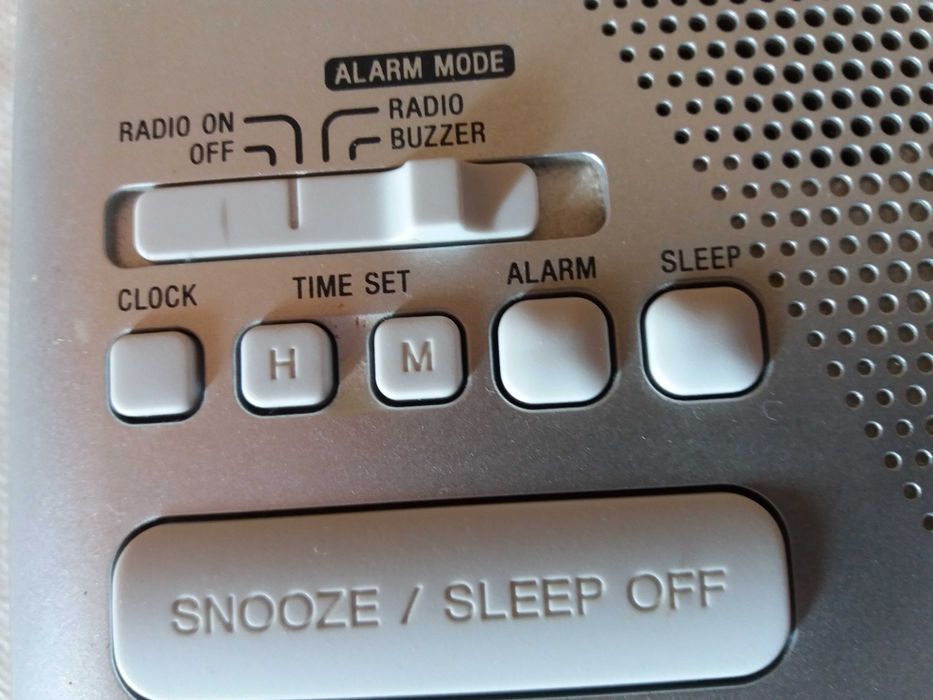 ALARM MODE
RADIO ON
RADIO
OFF
BUZZER
CLOCK
TIME SET
ALARM
SLEEP
H
M
SNOOZE / SLEEP OFF